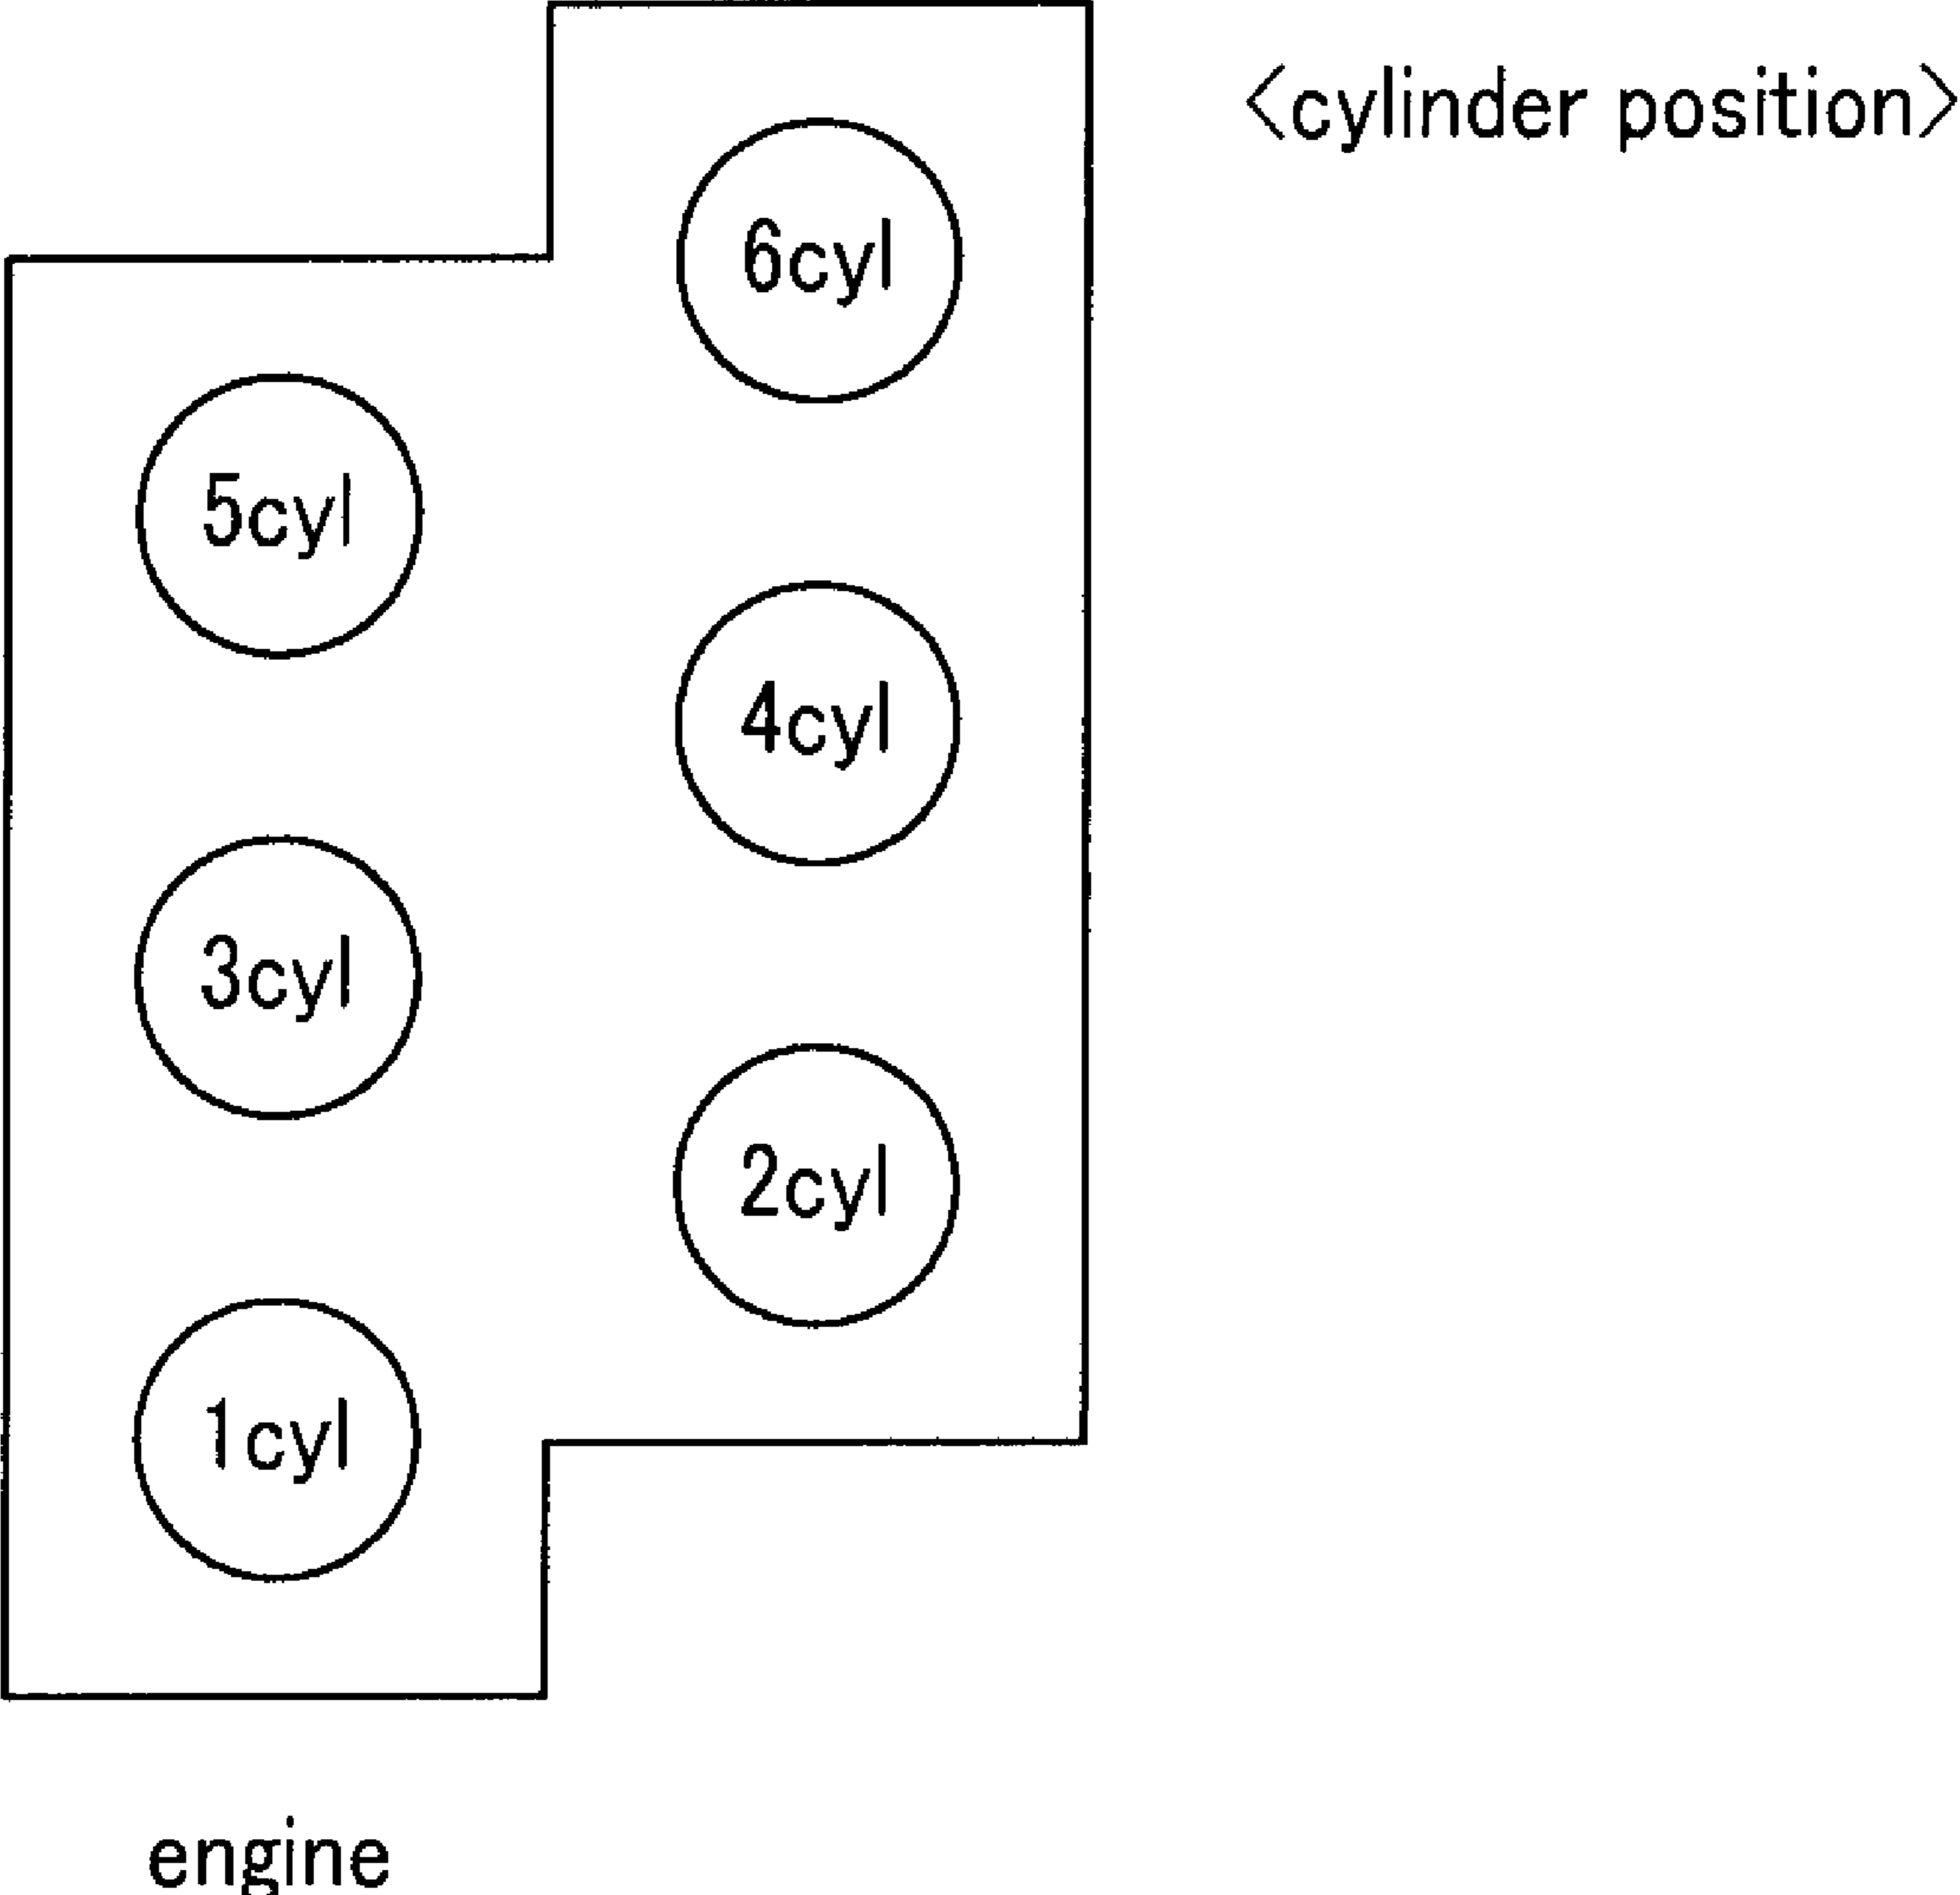 <cylinder position>
6cyl
5cyl
4cyl
3cyl
2cyl
1cyl
engine